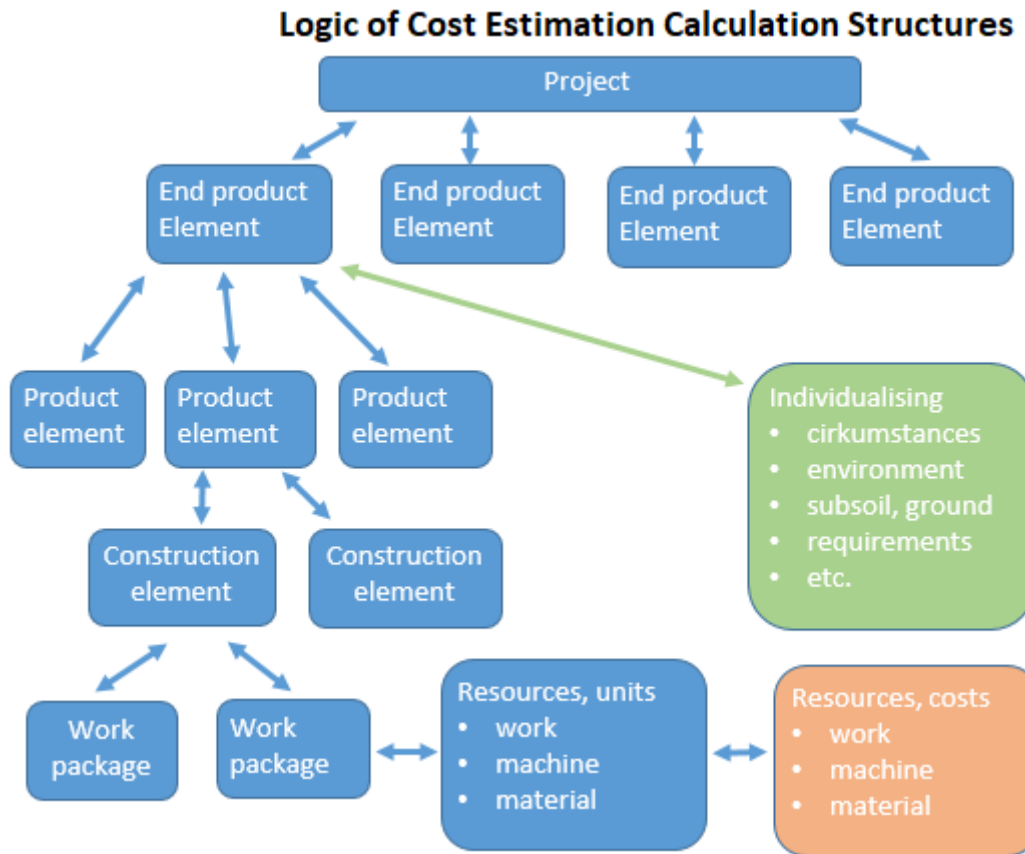 Logic of Cost Estimation Calculation Structures
Project
End product
Element
End product
Element
End product
Element
End product
Element
Product
element
Product
element
Product
element
Individualising
• cirkumstances
• environment
• subsoil, ground
• requirements
• etc.
Construction
element
Construction
element
Work
package
Work
package
Resources, units
• work
• machine
• material
Resources, costs
• work
• machine
• material